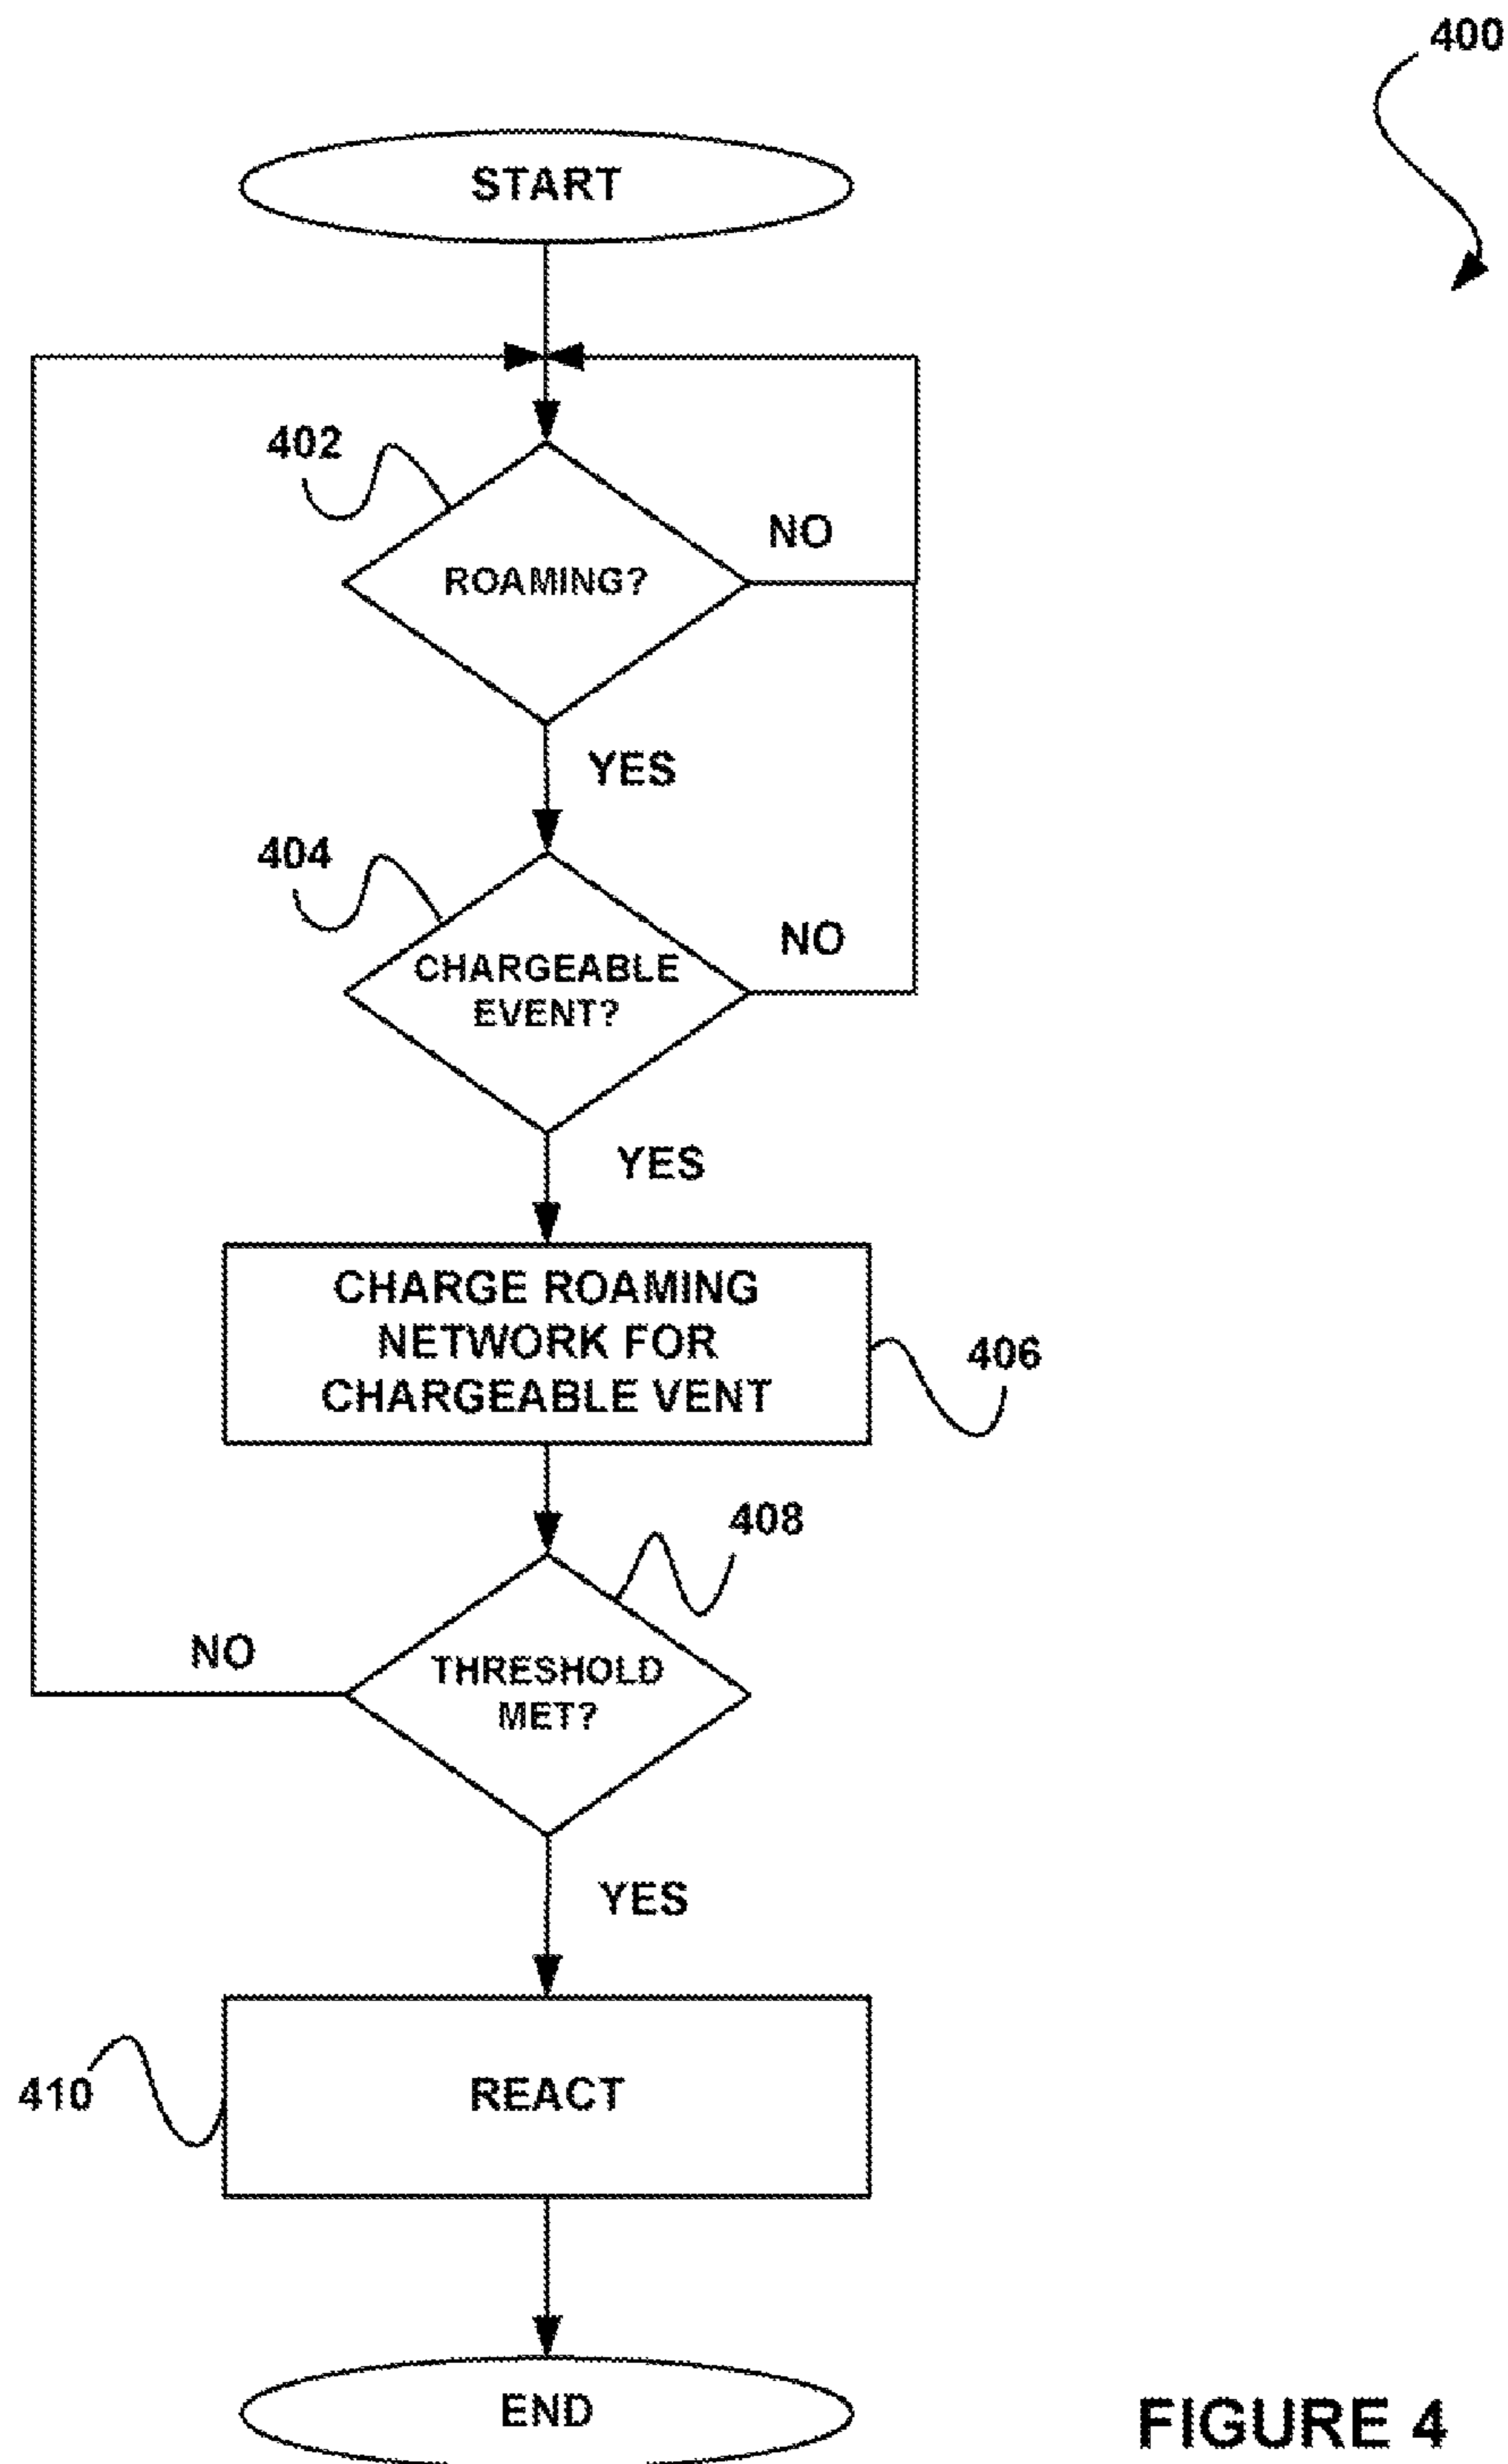 400
START
402
NO
ROAMING?
YES
404
NO
CHARGEABLE
EVENT?
YES
CHARGE ROAMING
NETWORK FOR
CHARGEABLE VENT
406
408
NO
THRESHOLD
MET?
YES
410
REACT
END
FIGURE 4